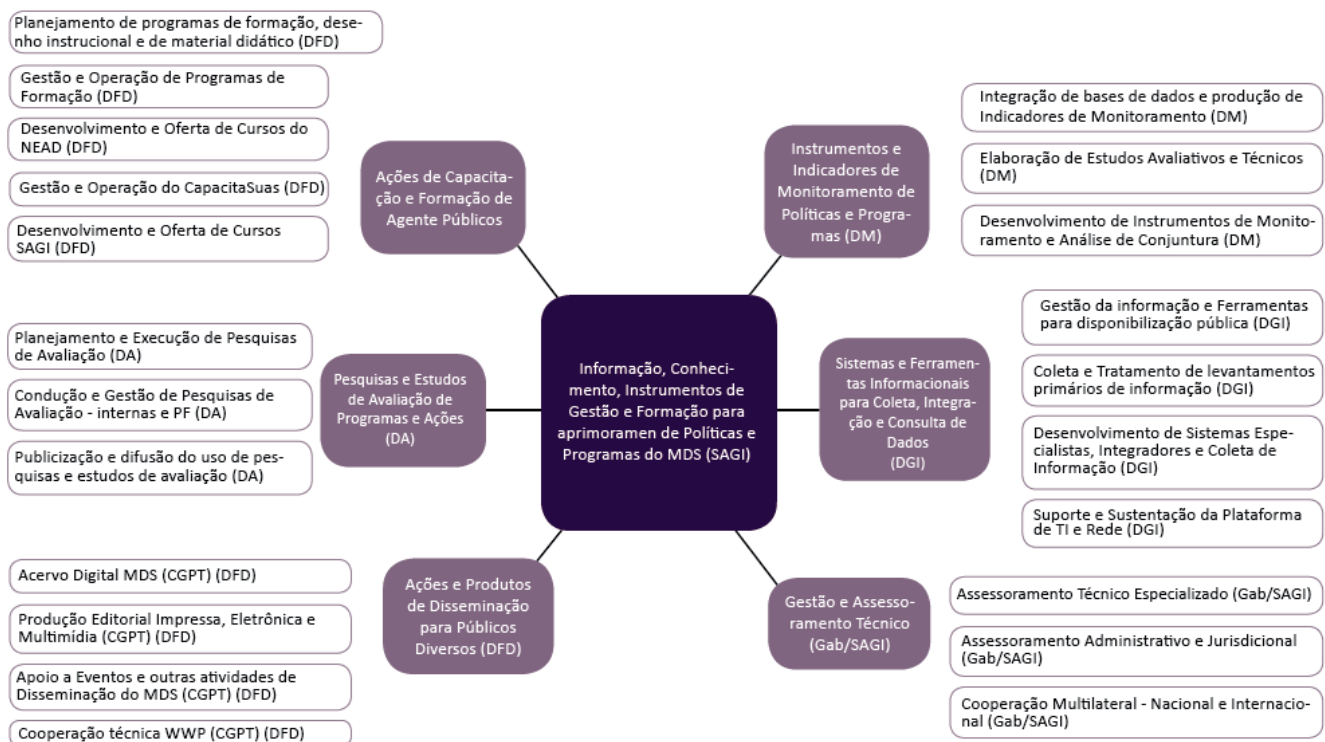 Planejamento de programas de formação, dese-
nho instrucional e de material didático (DFD)
Gestão e Operação de Programas de
Formação (DFD)
Desenvolvimento e Oferta de Cursos do
NEAD (DFD)
Gestão e Operação do CapacitaSuas (DFD)
Desenvolvimento e Oferta de Cursos
SAGI (DFD)
Ações de Capacita-
ção e Formação de
Agente Públicos
Instrumentos e
Indicadores de
Monitoramento de
Políticas e Progra-
mas (DM)
Integração de bases de dados e produção de
Indicadores de Monitoramento (DM)
Elaboração de Estudos Avaliativos e Técnicos
(DM)
Desenvolvimento de Instrumentos de Monito-
ramento e Análise de Conjuntura (DM)
Planejamento e Execução de Pesquisas
de Avaliação (DA)
Condução e Gestão de Pesquisas de
Avaliação - internas e PF (DA)
Publicização e difusão do uso de pes-
quisas e estudos de avaliação (DA)
Pesquisas e Estudos
de Avaliação de
Programas e Ações
(DA)
Informação, Conheci-
mento, Instrumentos de
Gestão e Formação para
aprimoramen de Políticas e
Programas do MDS (SAGI)
Sistemas e Ferramen-
tas Informacionais
para Coleta, Integra-
ção e Consulta de
Dados
(DGI)
Gestão da informação e Ferramentas
para disponibilização pública (DGI)
Coleta e Tratamento de levantamentos
primários de informação (DGI)
Desenvolvimento de Sistemas Espe-
cialistas, Integradores e Coleta de
Informação (DGI)
Suporte e Sustentação da Plataforma
de TI e Rede (DGI)
Acervo Digital MDS (CGPT) (DFD)
Produção Editorial Impressa, Eletrônica e
Multimídia (CGPT) (DFD)
Apoio a Eventos e outras atividades de
Disseminação do MDS (CGPT) (DFD)
Cooperação técnica WWP (CGPT) (DFD)
Ações e Produtos
de Disseminação
para Públicos
Diversos (DFD)
Gestão e Assesso-
ramento Técnico
(Gab/SAGI)
Assessoramento Técnico Especializado (Gab/SAGI)
Assessoramento Administrativo e Jurisdicional
(Gab/SAGI)
Cooperação Multilateral - Nacional e Internacio-
nal (Gab/SAGI)